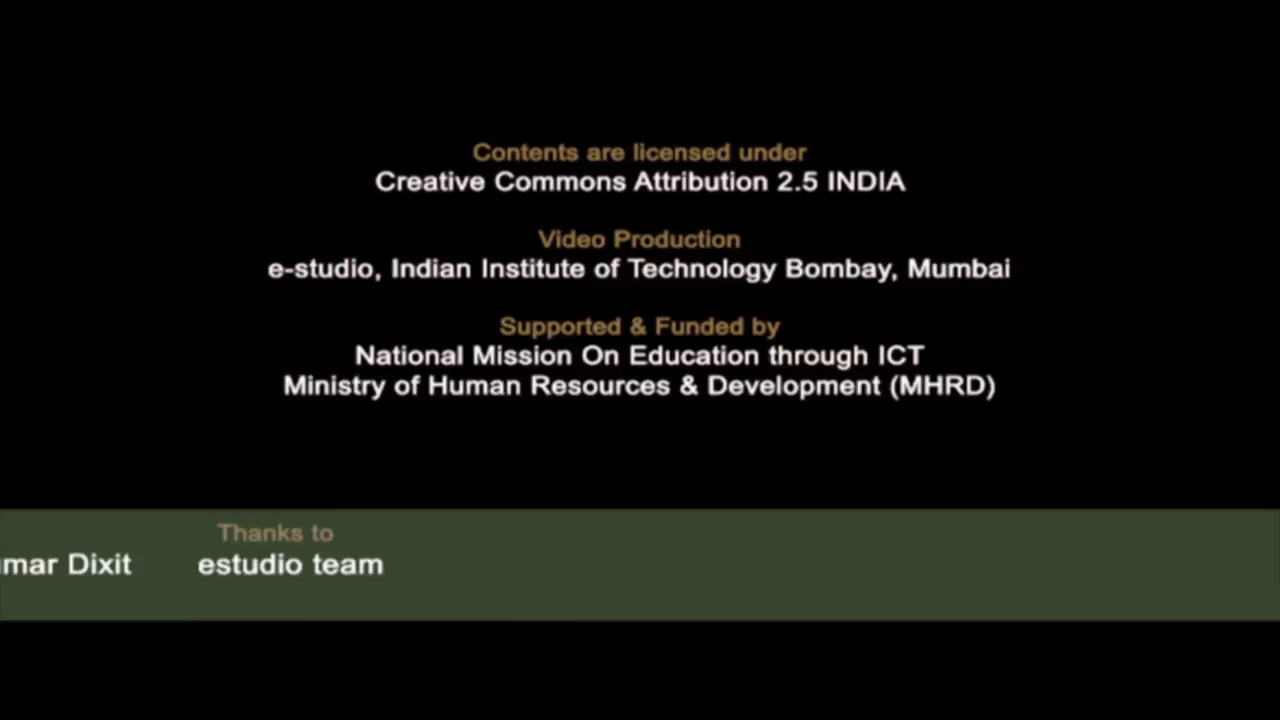 Contents are licensed under
Creative Commons Attribution 2.5 INDIA
Video Production
e-studio, Indian Institute of Technology Bombay, Mumbai
Supported & Funded by
National Mission On Education through ICT
Ministry of Human Resources & Development (MHRD)
Thanks to
Dixit estudio team